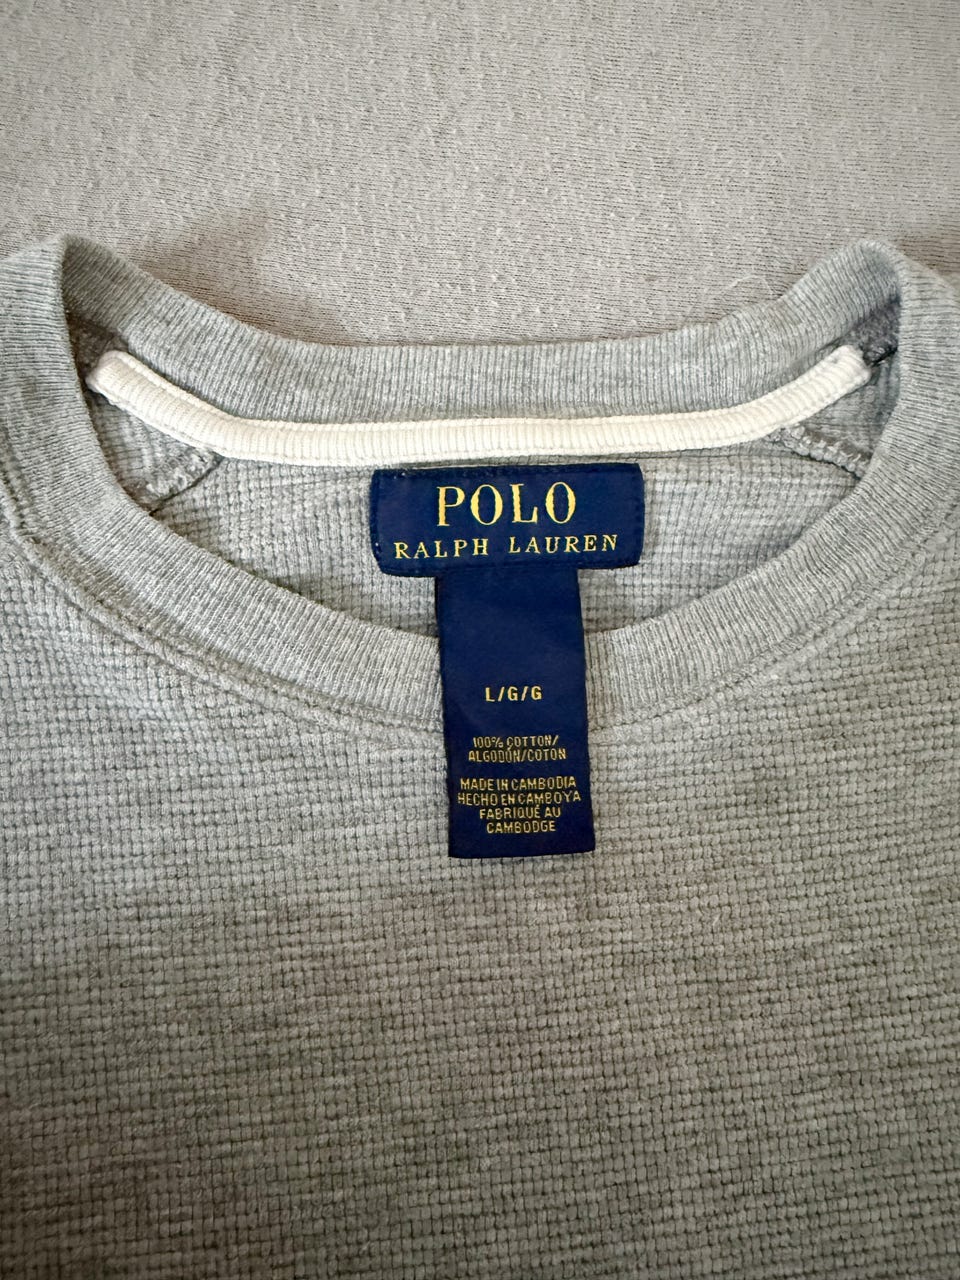 POLO
RALPH LAUREN
L/G/G
100% COTTON/
ALGODÓN/COTON
MADE IN CAMBODIA
HECHO EN CAMBOYA
FABRIQUÉ AU
CAMBODGE